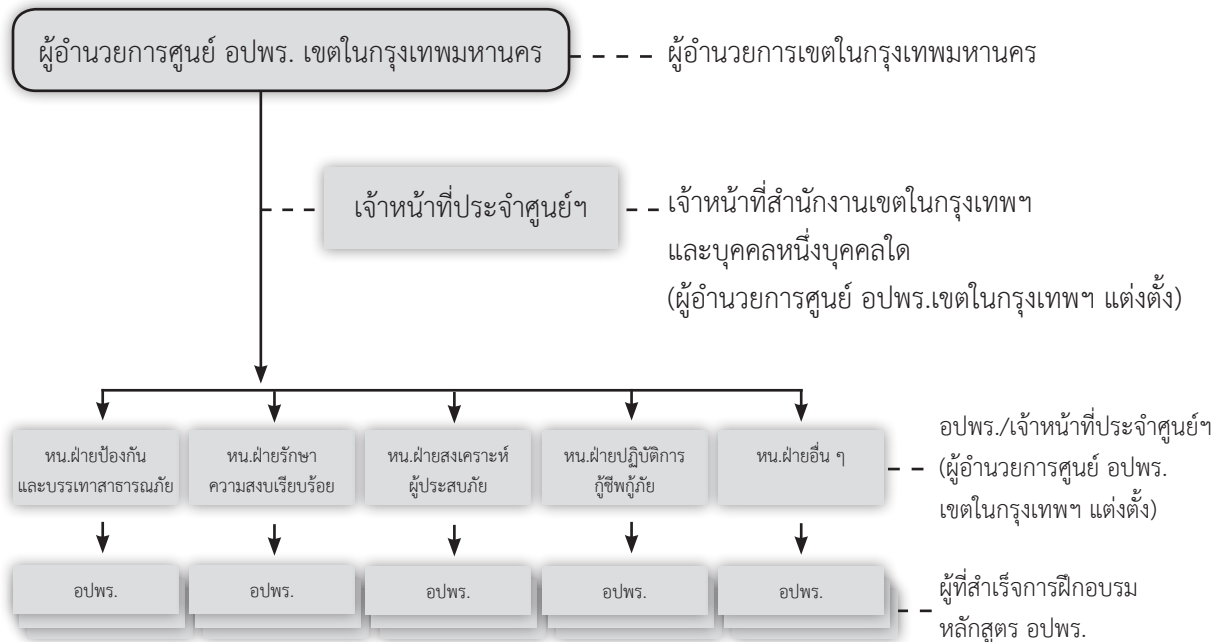 ผู้อำนวยการศูนย์ อปพร. เขตในกรุงเทพมหานคร
ผู้อำนวยการเขตในกรุงเทพมหานคร
เจ้าหน้าที่ประจำศูนย์ฯ
เจ้าหน้าที่สำนักงานเขตในกรุงเทพฯ
และบุคคลหนึ่งบุคคลใด
(ผู้อำนวยการศูนย์ อปพร.เขตในกรุงเทพฯ แต่งตั้ง)
หน.ฝ่ายป้องกัน
และบรรเทาสาธารณภัย
หน.ฝ่ายรักษา
ความสงบเรียบร้อย
หน.ฝ่ายสงเคราะห์
ผู้ประสบภัย
หน.ฝ่ายปฏิบัติการ
กู้ชีพกู้ภัย
หน.ฝ่ายอื่น ๆ
อปพร./เจ้าหน้าที่ประจำศูนย์ฯ
(ผู้อำนวยการศูนย์ อปพร.
เขตในกรุงเทพฯ แต่งตั้ง)
อปพร.
อปพร.
อปพร.
อปพร.
อปพร.
ผู้ที่สำเร็จการฝึกอบรม
หลักสูตร อปพร.